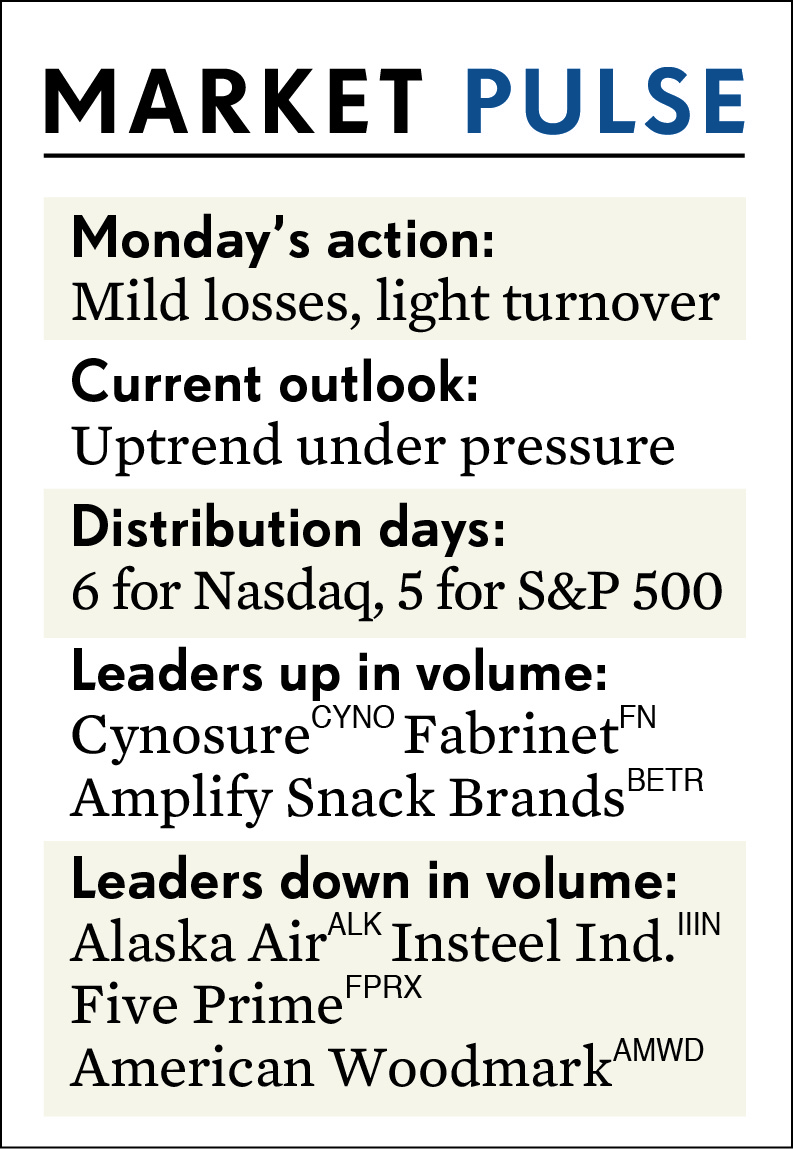 MARKET PULSE
Monday’s action:
Mild losses, light turnover
Current outlook:
Uptrend under pressure
Distribution days:
6 for Nasdaq, 5 for S&P 500
Leaders up in volume:
Cynosure CYNO Fabrinet FN
Amplify Snack Brands BETR
Leaders down in volume:
Alaska Air ALK Insteel Ind. IIIN
Five Prime FPRX
American Woodmark AMWD